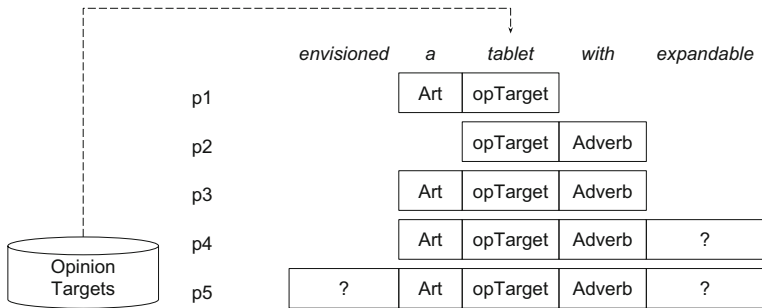 envisioned a tablet with expandable
p1 Art opTarget
p2 opTarget Adverb
p3 Art opTarget Adverb
p4 Art opTarget Adverb ?
p5 ? Art opTarget Adverb ?
Opinion
Targets